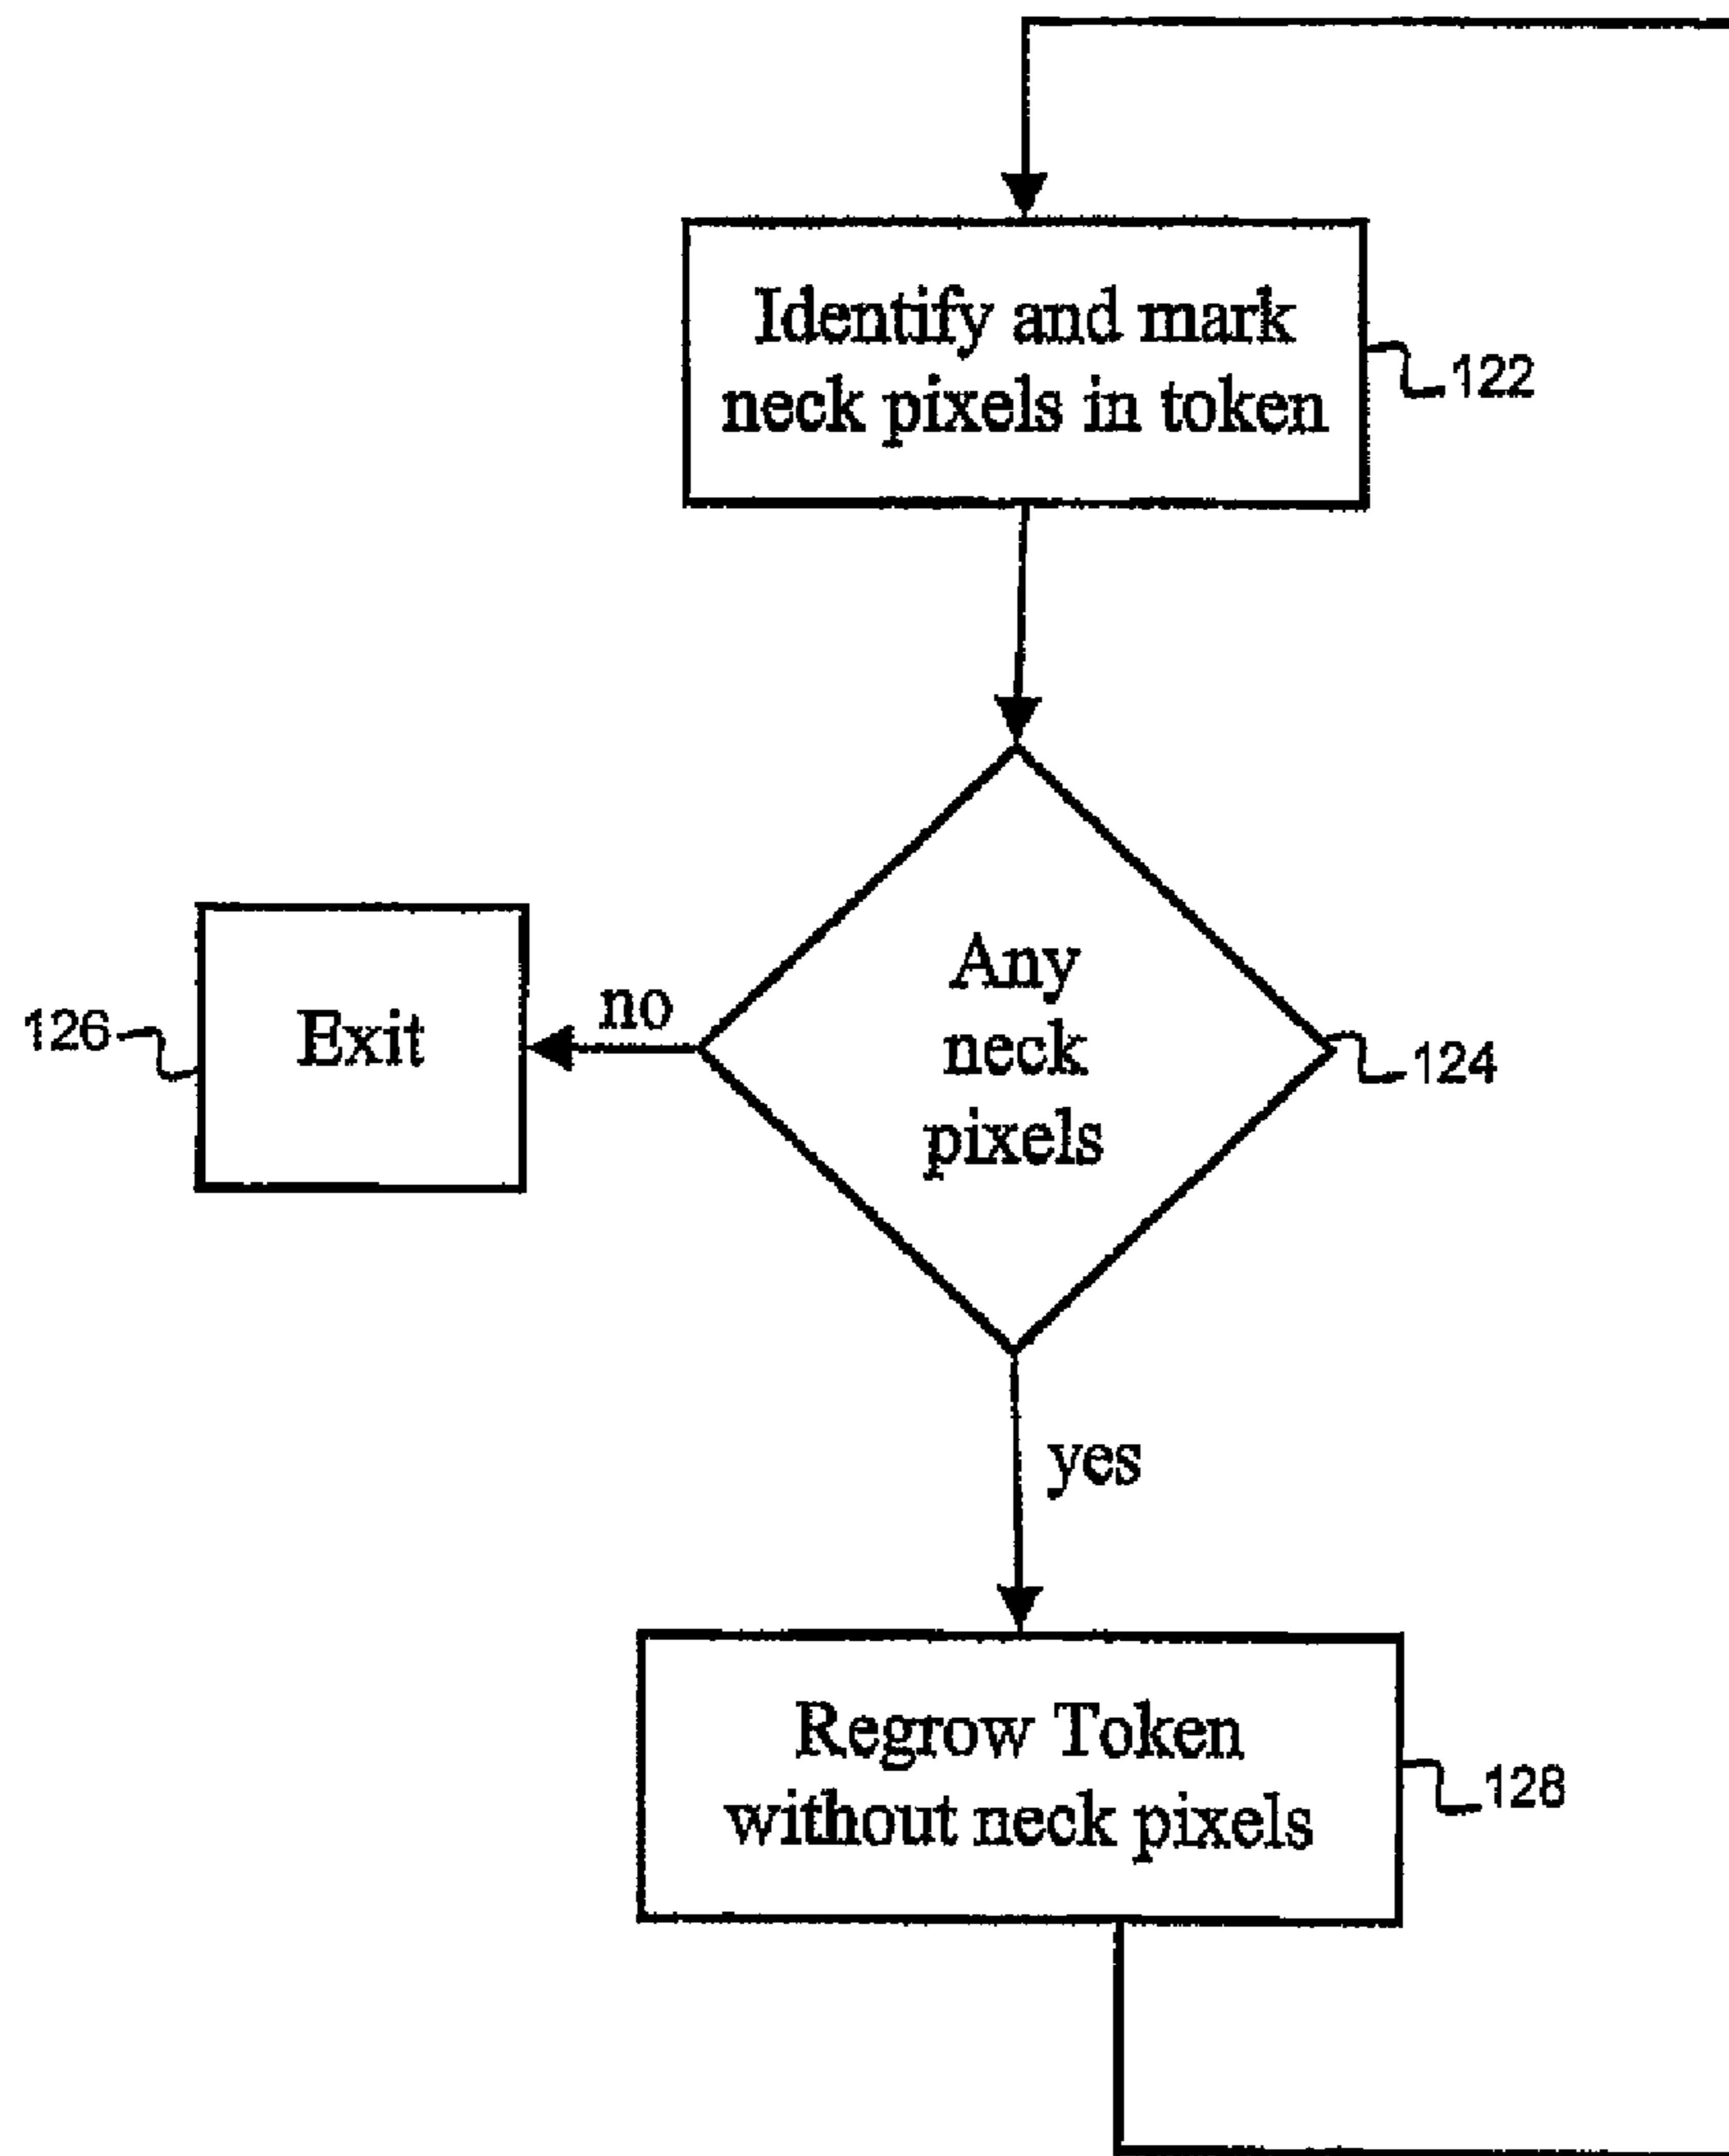 Identify and mark
neck pixels in token
122
Any
neck
pixels
124
no
Exit
126
yes
Regrow Token
without neck pixels
128